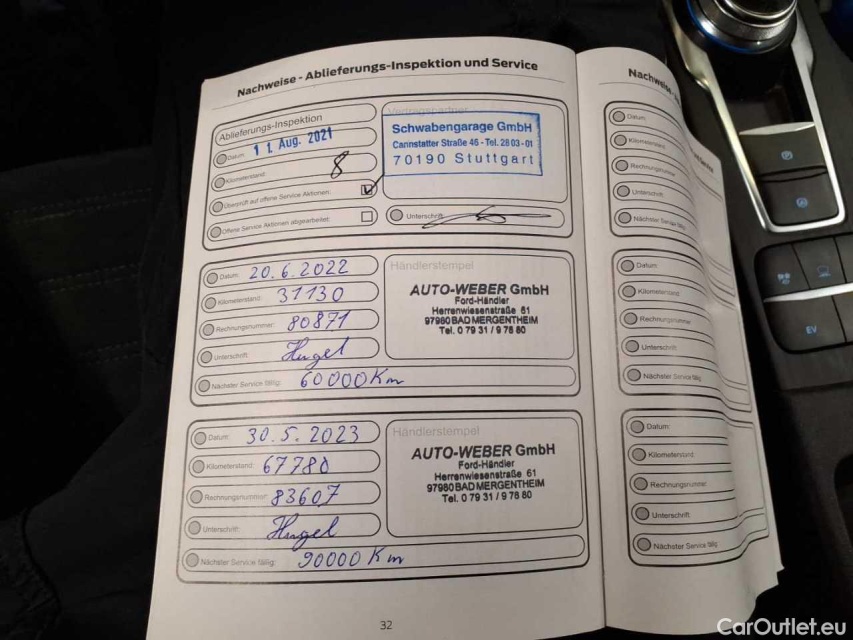 Nachweise - Ablieferungs-Inspektion und Service
Ablieferungs-Inspektion
Datum: 11. Aug. 2021
Kilometerstand: 8
Überprüft auf offene Service Aktionen:
Offene Service Aktionen abgearbeitet:
Vertragspartner
Schwabengarage GmbH
Cannstatter Straße 46 - Tel. 28 03 - 01
70190 Stuttgart
Unterschrift:
Datum: 20.6.2022
Kilometerstand: 31130
Rechnungsnummer: 80871
Unterschrift: Hugel
Nächster Service fällig: 60000 Km
Händlerstempel
AUTO-WEBER GmbH
Ford-Händler
Herrenwiesenstraße 61
97980 BAD MERGENTHEIM
Tel. 0 79 31 / 9 76 80
Datum: 30.5.2023
Kilometerstand: 67780
Rechnungsnummer: 83607
Unterschrift: Hugel
Nächster Service fällig: 90000 Km
Händlerstempel
AUTO-WEBER GmbH
Ford-Händler
Herrenwiesenstraße 61
97980 BAD MERGENTHEIM
Tel. 0 79 31 / 9 76 80
32
Nachweise - A
Datum:
Kilometerstand:
Rechnungsnummer
Unterschrift:
Nächster Service fällig
Datum:
Kilometerstand:
Rechnungsnummer
Unterschrift:
Nächster Service fällig
Datum:
Kilometerstand
Rechnungsnummer
Unterschrift:
Nächster Service fällig
EV
CarOutlet.eu